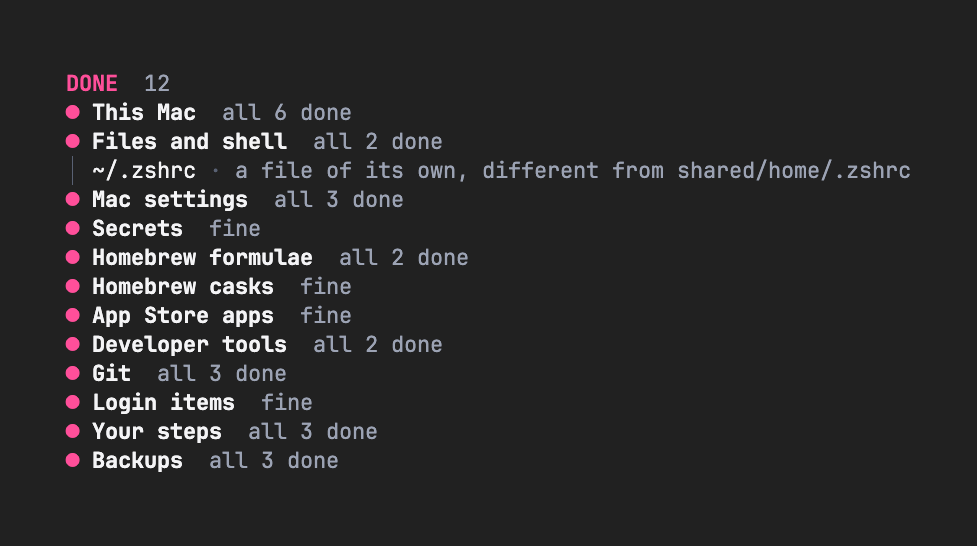 DONE 12
This Mac all 6 done
Files and shell all 2 done
~/.zshrc · a file of its own, different from shared/home/.zshrc
Mac settings all 3 done
Secrets fine
Homebrew formulae all 2 done
Homebrew casks fine
App Store apps fine
Developer tools all 2 done
Git all 3 done
Login items fine
Your steps all 3 done
Backups all 3 done